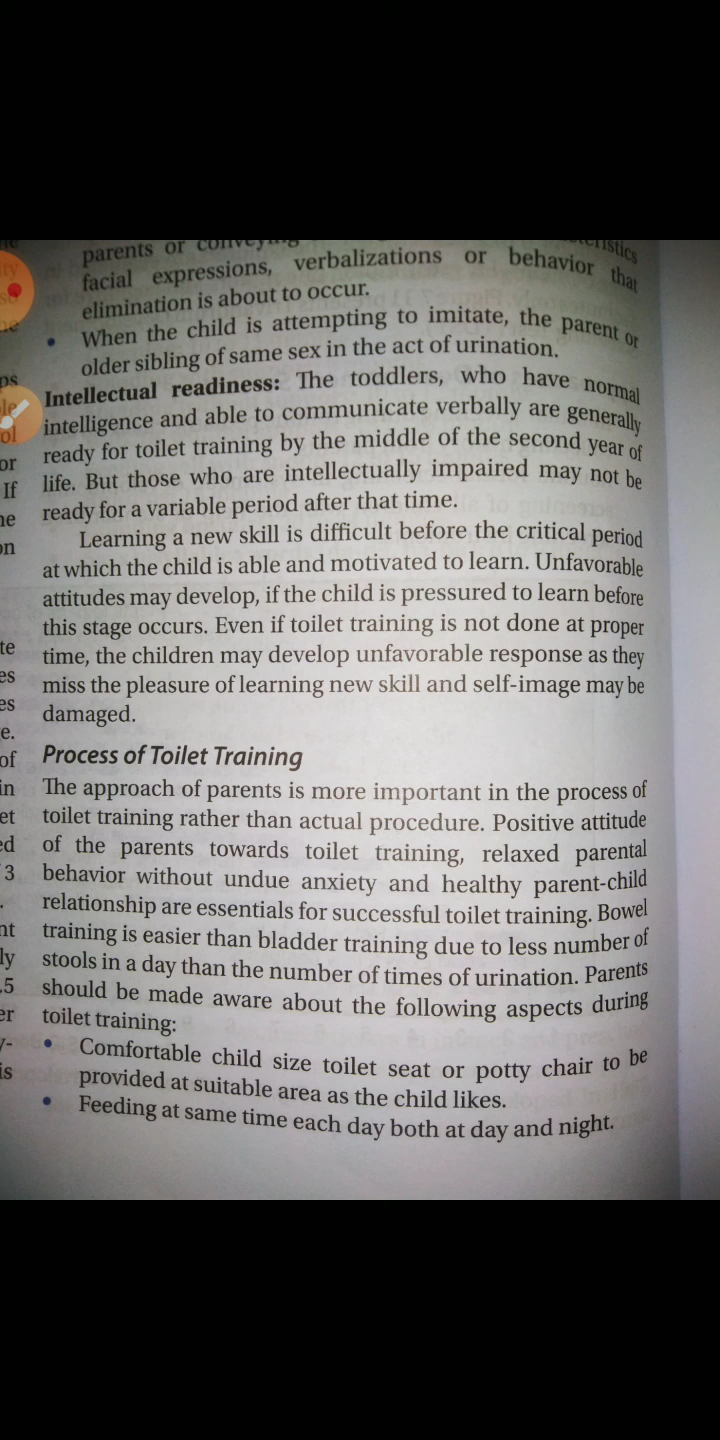 parents or
facial expressions, verbalizations or behavior that
elimination is about to occur.
• When the child is attempting to imitate, the parent or
older sibling of same sex in the act of urination.
Intellectual readiness: The toddlers, who have normal
intelligence and able to communicate verbally are generally
ready for toilet training by the middle of the second year of
life. But those who are intellectually impaired may not be
ready for a variable period after that time.
Learning a new skill is difficult before the critical period
at which the child is able and motivated to learn. Unfavorable
attitudes may develop, if the child is pressured to learn before
this stage occurs. Even if toilet training is not done at proper
time, the children may develop unfavorable response as they
miss the pleasure of learning new skill and self-image may be
damaged.
Process of Toilet Training
The approach of parents is more important in the process of
toilet training rather than actual procedure. Positive attitude
of the parents towards toilet training, relaxed parental
behavior without undue anxiety and healthy parent-child
relationship are essentials for successful toilet training. Bowel
training is easier than bladder training due to less number of
stools in a day than the number of times of urination. Parents
should be made aware about the following aspects during
toilet training:
• Comfortable child size toilet seat or potty chair to be
provided at suitable area as the child likes.
• Feeding at same time each day both at day and night.